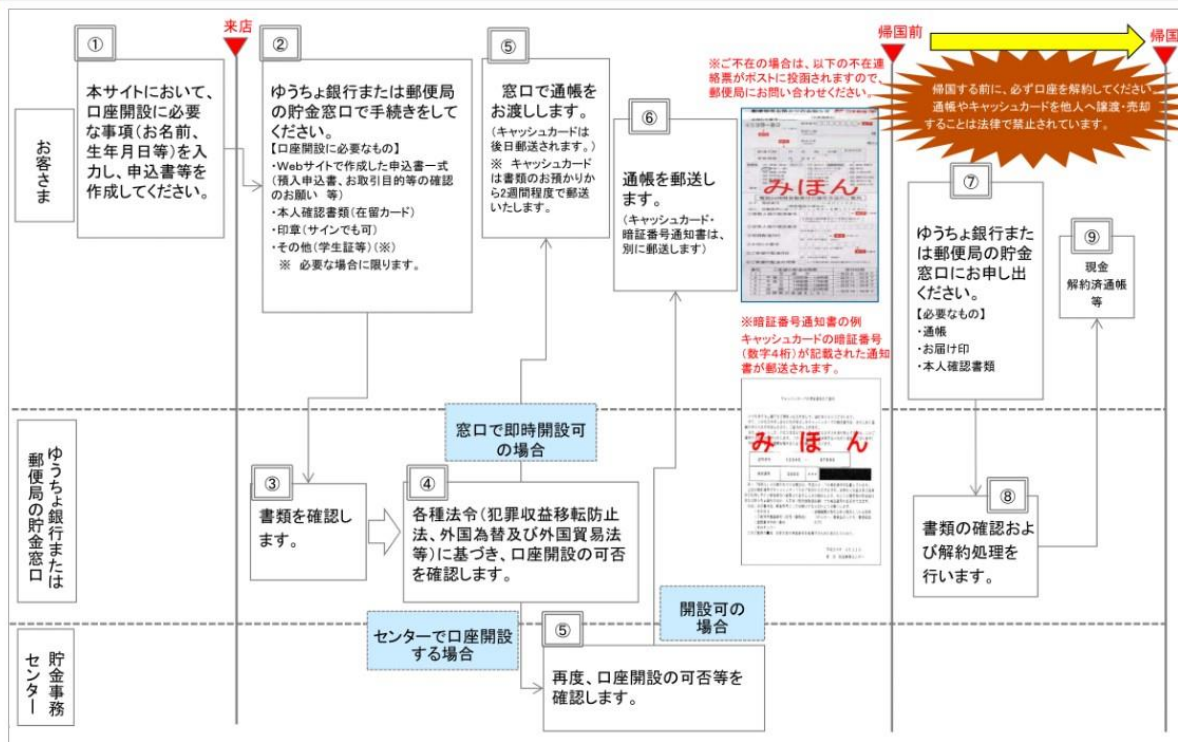 お客さま
ゆうちょ銀行または
郵便局の貯金窓口
貯金事務
センター
①
本サイトにおいて、
口座開設に必要
な事項(お名前、
生年月日等)を入
力し、申込書等を
作成してください。
来店
②
ゆうちょ銀行または郵便局
の貯金窓口で手続きをして
ください。
【口座開設に必要なもの】
・Webサイトで作成した申込書一式
(預入申込書、お取引目的等の確認
のお願い 等)
・本人確認書類(在留カード)
・印章(サインでも可)
・その他(学生証等)(※)
※ 必要な場合に限ります。
③
書類を確認し
ます。
④
各種法令(犯罪収益移転防止
法、外国為替及び外国貿易法
等)に基づき、口座開設の可否
を確認します。
窓口で即時開設可
の場合
⑤
窓口で通帳を
お渡しします。
(キャッシュカードは
後日郵送されます。)
※ キャッシュカード
は書類のお預かりか
ら2週間程度で郵送
いたします。
センターで口座開設
する場合
⑤
再度、口座開設の可否等を
確認します。
開設可の
場合
⑥
通帳を郵送し
ます。
(キャッシュカード・
暗証番号通知書は、
別に郵送します)
※ご不在の場合は、以下の不在連
絡票がポストに投函されますので、
郵便局にお問い合わせください。
みほん
※暗証番号通知書の例
キャッシュカードの暗証番号
(数字4桁)が記載された通知
書が郵送されます。
みほん
帰国前
帰国
帰国する前に、必ず口座を解約してください。
通帳やキャッシュカードを他人へ譲渡・売却
することは法律で禁止されています。
⑦
ゆうちょ銀行また
は郵便局の貯金
窓口にお申し出
ください。
【必要なもの】
・通帳
・お届け印
・本人確認書類
⑧
書類の確認およ
び解約処理を
行います。
⑨
現金
解約済通帳
等